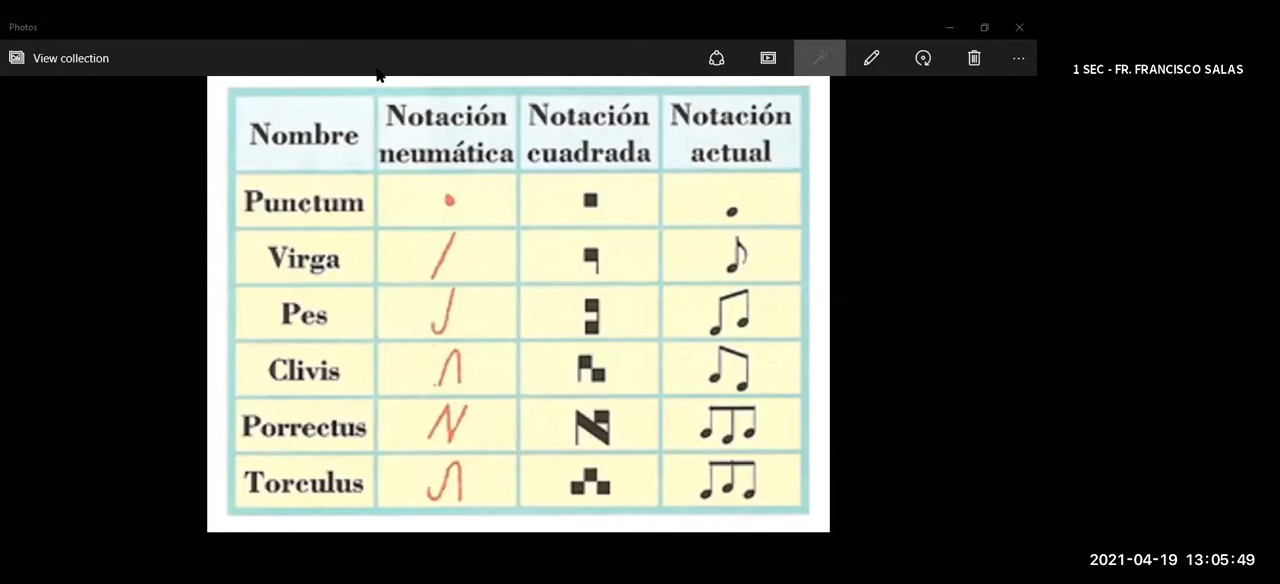 Photos
View collection
1 SEC - FR. FRANCISCO SALAS
Nombre
Notación neumática
Notación cuadrada
Notación actual
Punctum
Virga
Pes
Clivis
Porrectus
Torculus
2021-04-19 13:05:49